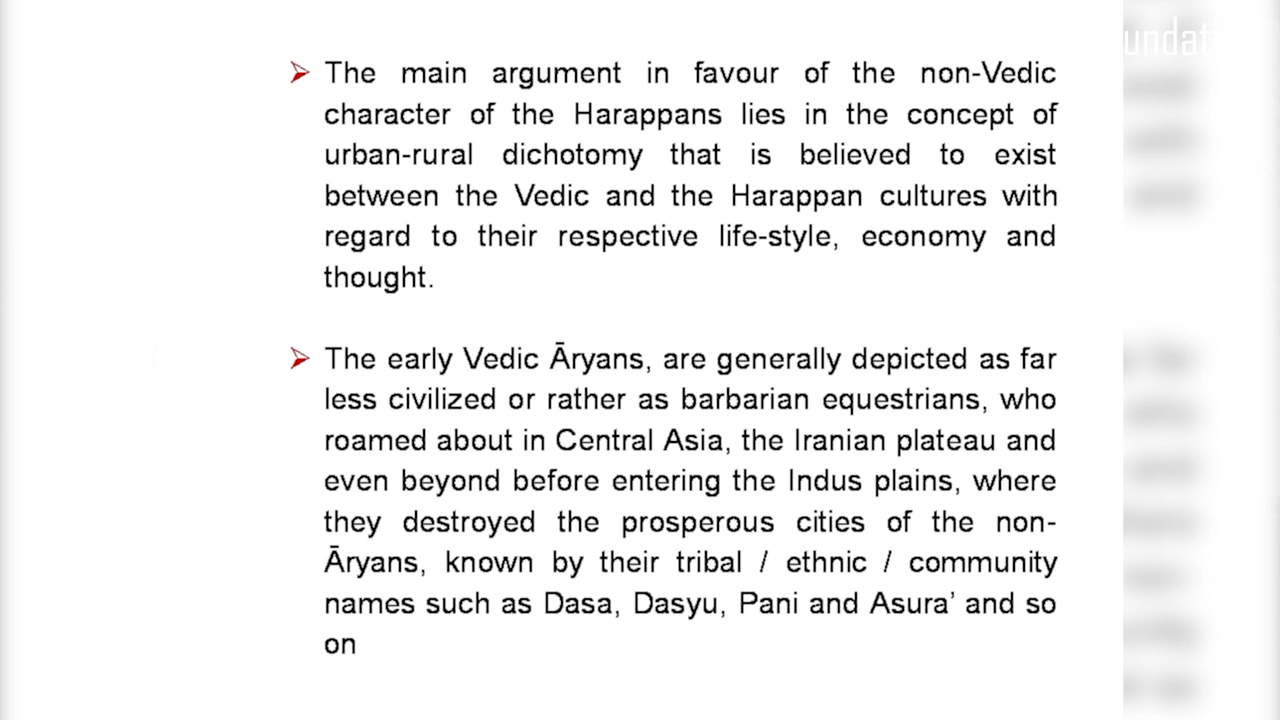 The main argument in favour of the non-Vedic
character of the Harappans lies in the concept of
urban-rural dichotomy that is believed to exist
between the Vedic and the Harappan cultures with
regard to their respective life-style, economy and
thought.
The early Vedic Āryans, are generally depicted as far
less civilized or rather as barbarian equestrians, who
roamed about in Central Asia, the Iranian plateau and
even beyond before entering the Indus plains, where
they destroyed the prosperous cities of the non-
Āryans, known by their tribal / ethnic / community
names such as Dasa, Dasyu, Pani and Asura’ and so
on